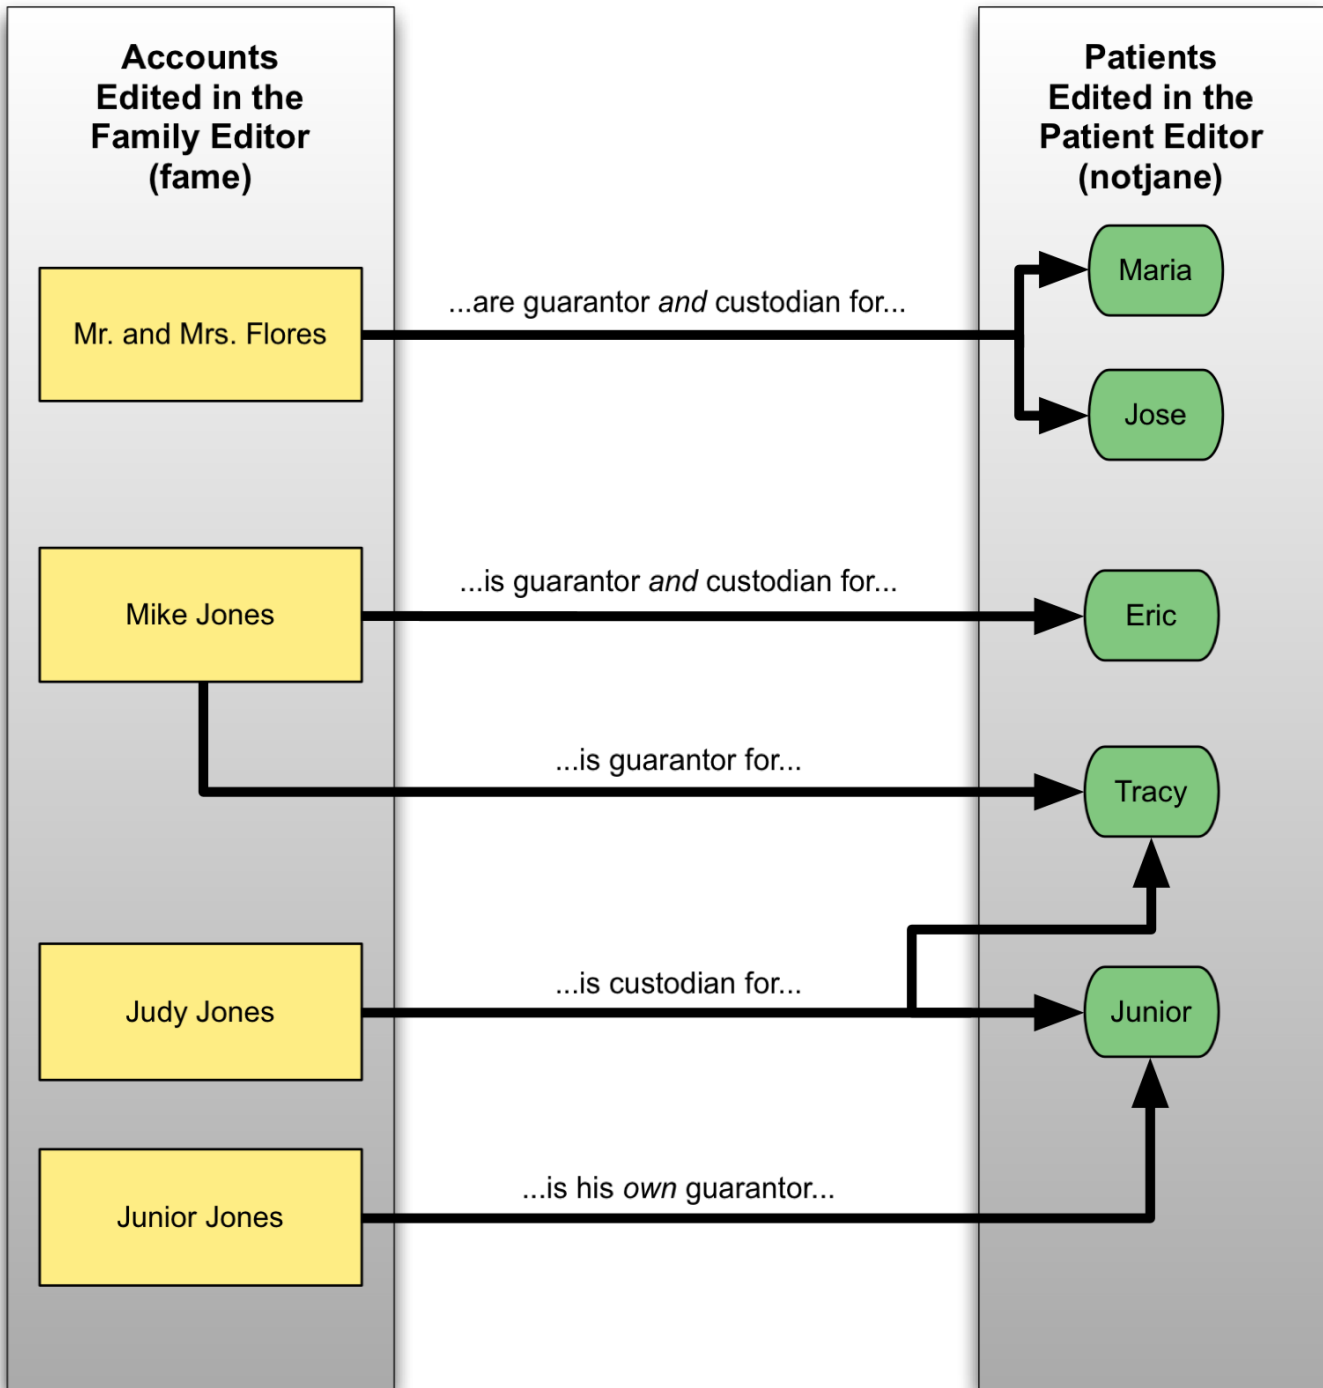 Accounts
Edited in the
Family Editor
(fame)
Patients
Edited in the
Patient Editor
(notjane)
Mr. and Mrs. Flores
...are guarantor and custodian for...
Maria
Jose
Mike Jones
...is guarantor and custodian for...
Eric
...is guarantor for...
Tracy
Judy Jones
...is custodian for...
Junior
Junior Jones
...is his own guarantor...